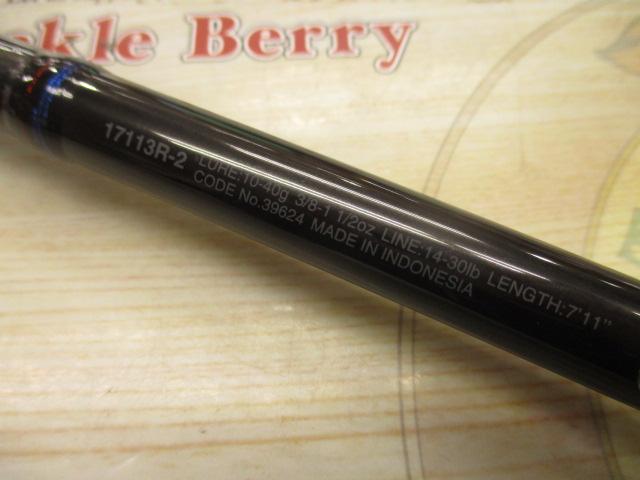 ckle Berry
17113R-2 LURE:10-40g 3/8-1 1/2oz LINE:14-30lb LENGTH:7'11"
CODE No.39624 MADE IN INDONESIA